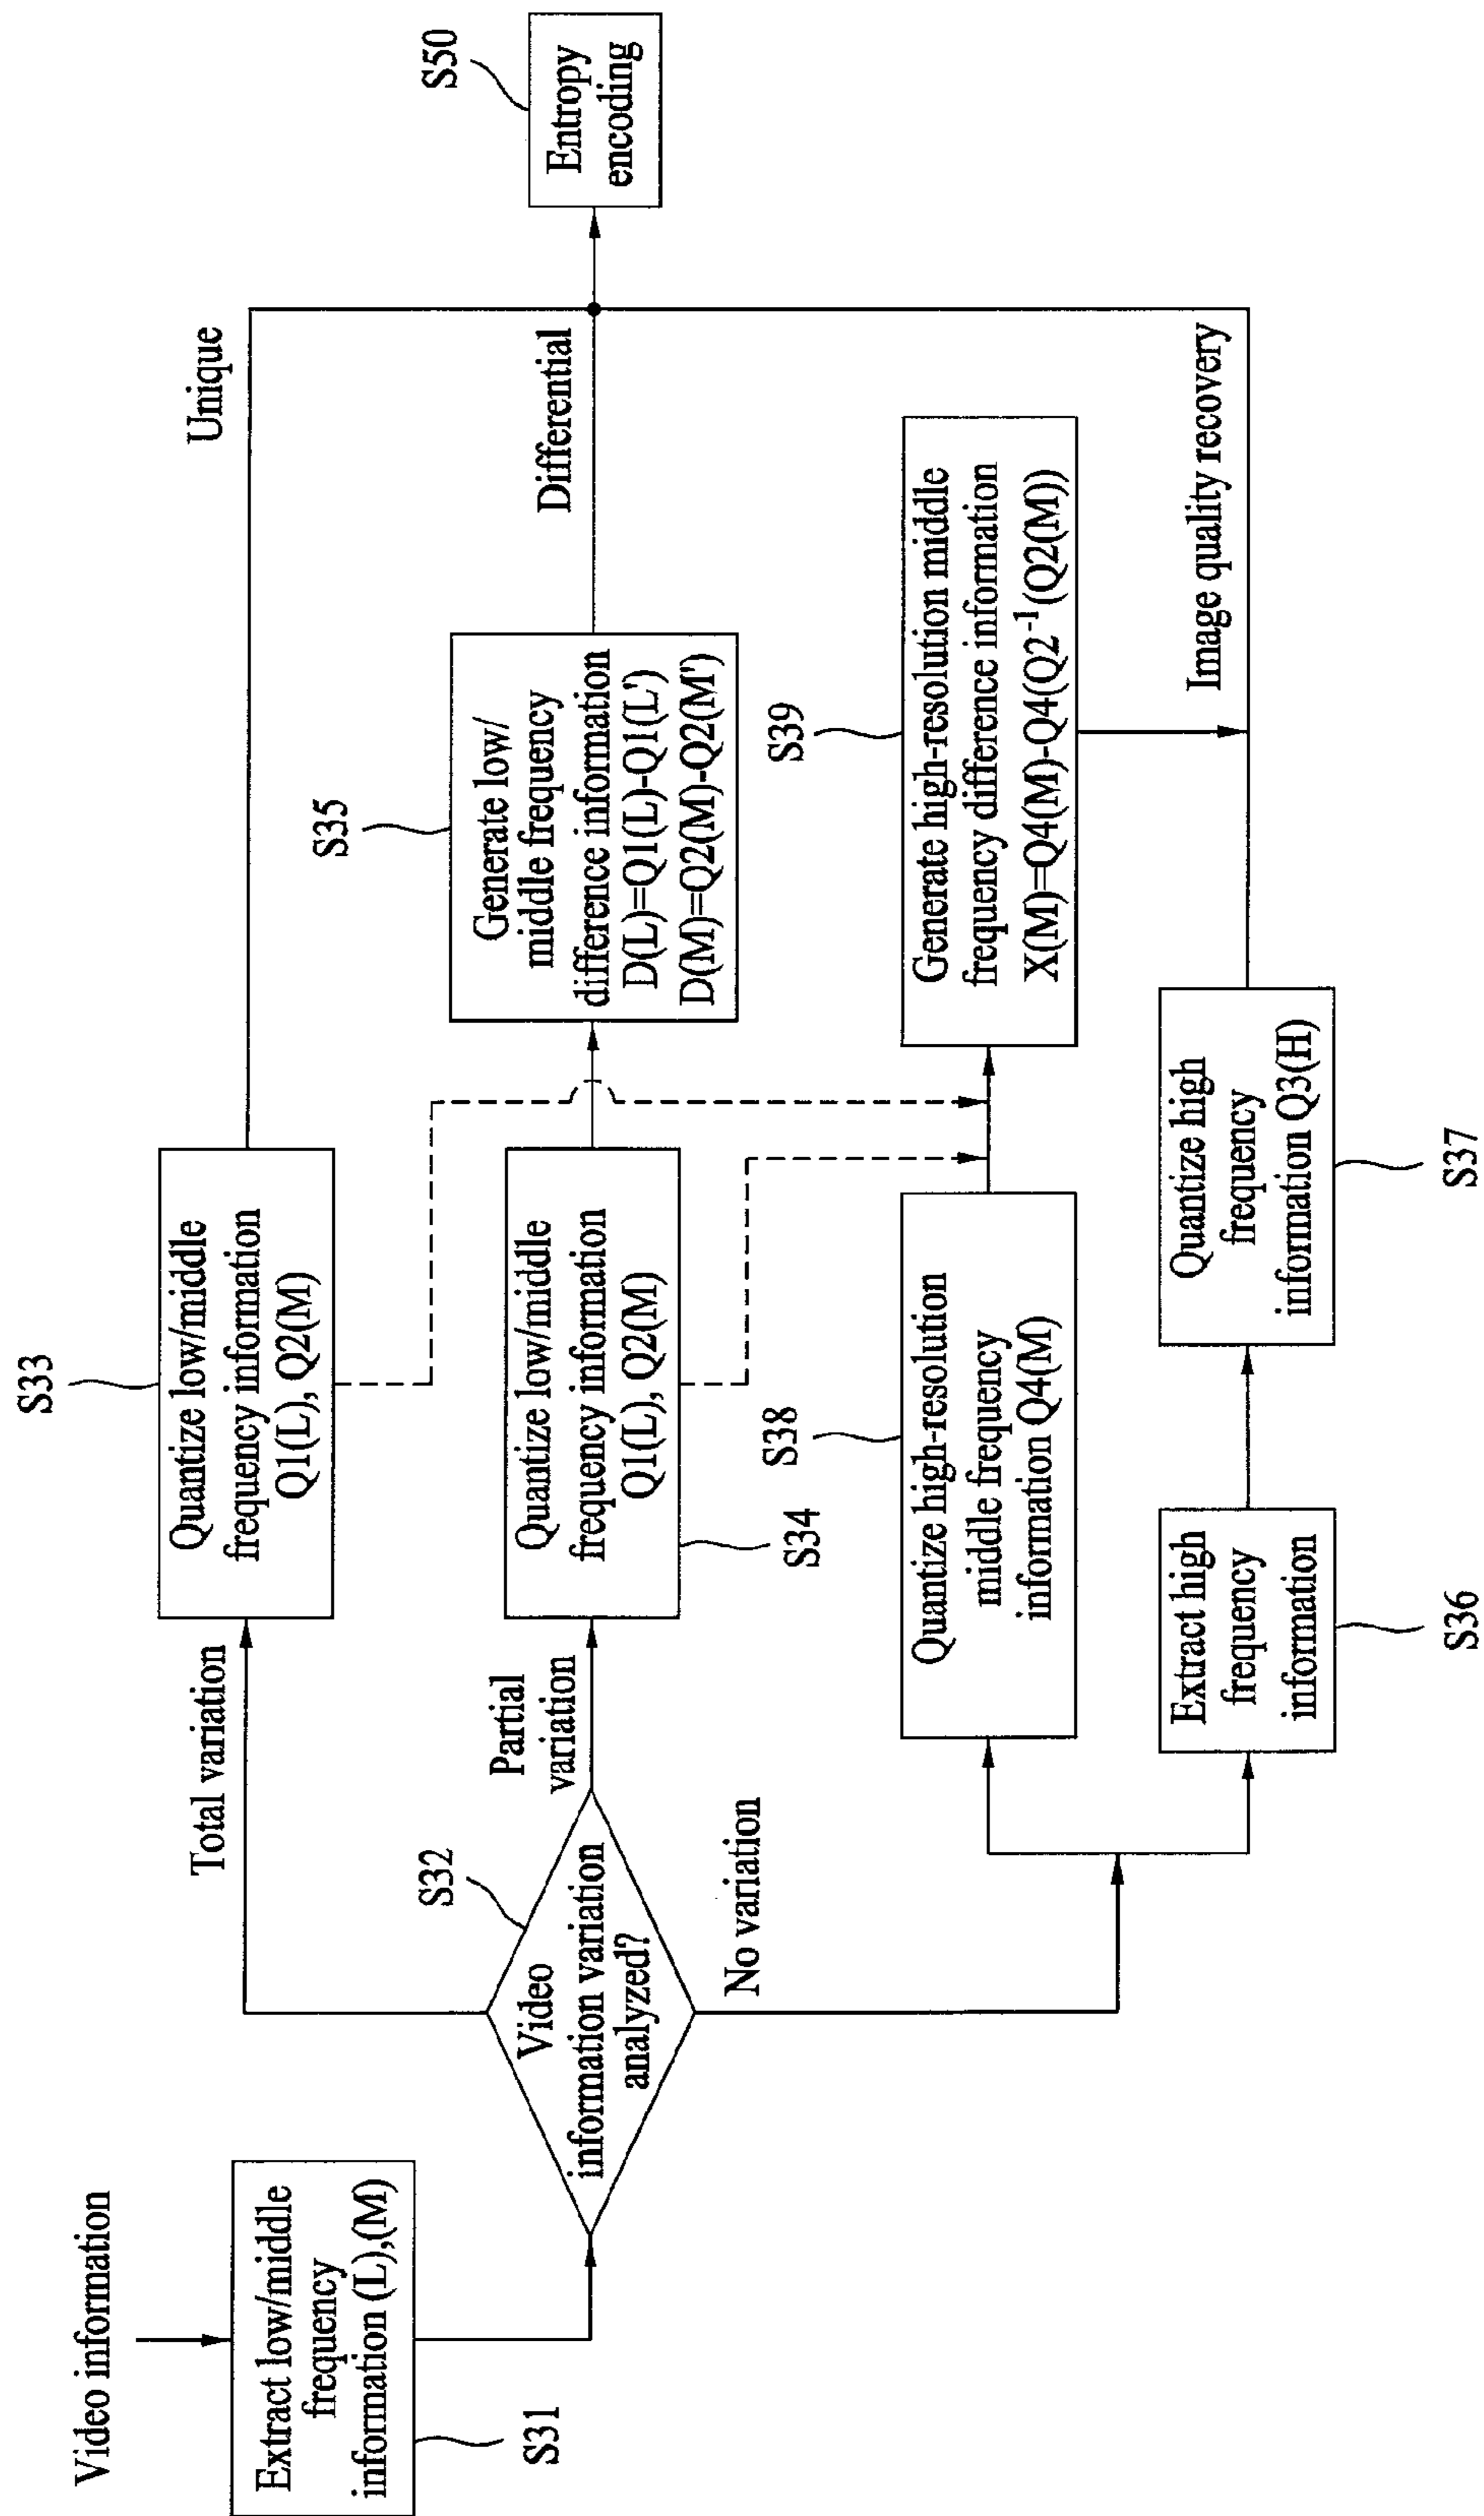 Video information
Extract low/middle
frequency
information (L),(M)
S31
Video
information variation
analyzed?
S32
Total variation
Partial
variation
No variation
S33
Quantize low/middle
frequency information
Q1(L), Q2(M)
Quantize low/middle
frequency information
Q1(L), Q2(M)
S34
S38
Quantize high-resolution
middle frequency
information Q4(M)
Extract high
frequency
information
S36
Quantize high
frequency
information Q3(H)
S37
S35
Generate low/
middle frequency
difference information
D(L)=Q1(L)-Q1(L')
D(M)=Q2(M)-Q2(M')
S39
Generate high-resolution middle
frequency difference information
X(M)=Q4(M)-Q4(Q2⁻¹(Q2(M))
Unique
Differential
Image quality recovery
S50
Entropy
encoding